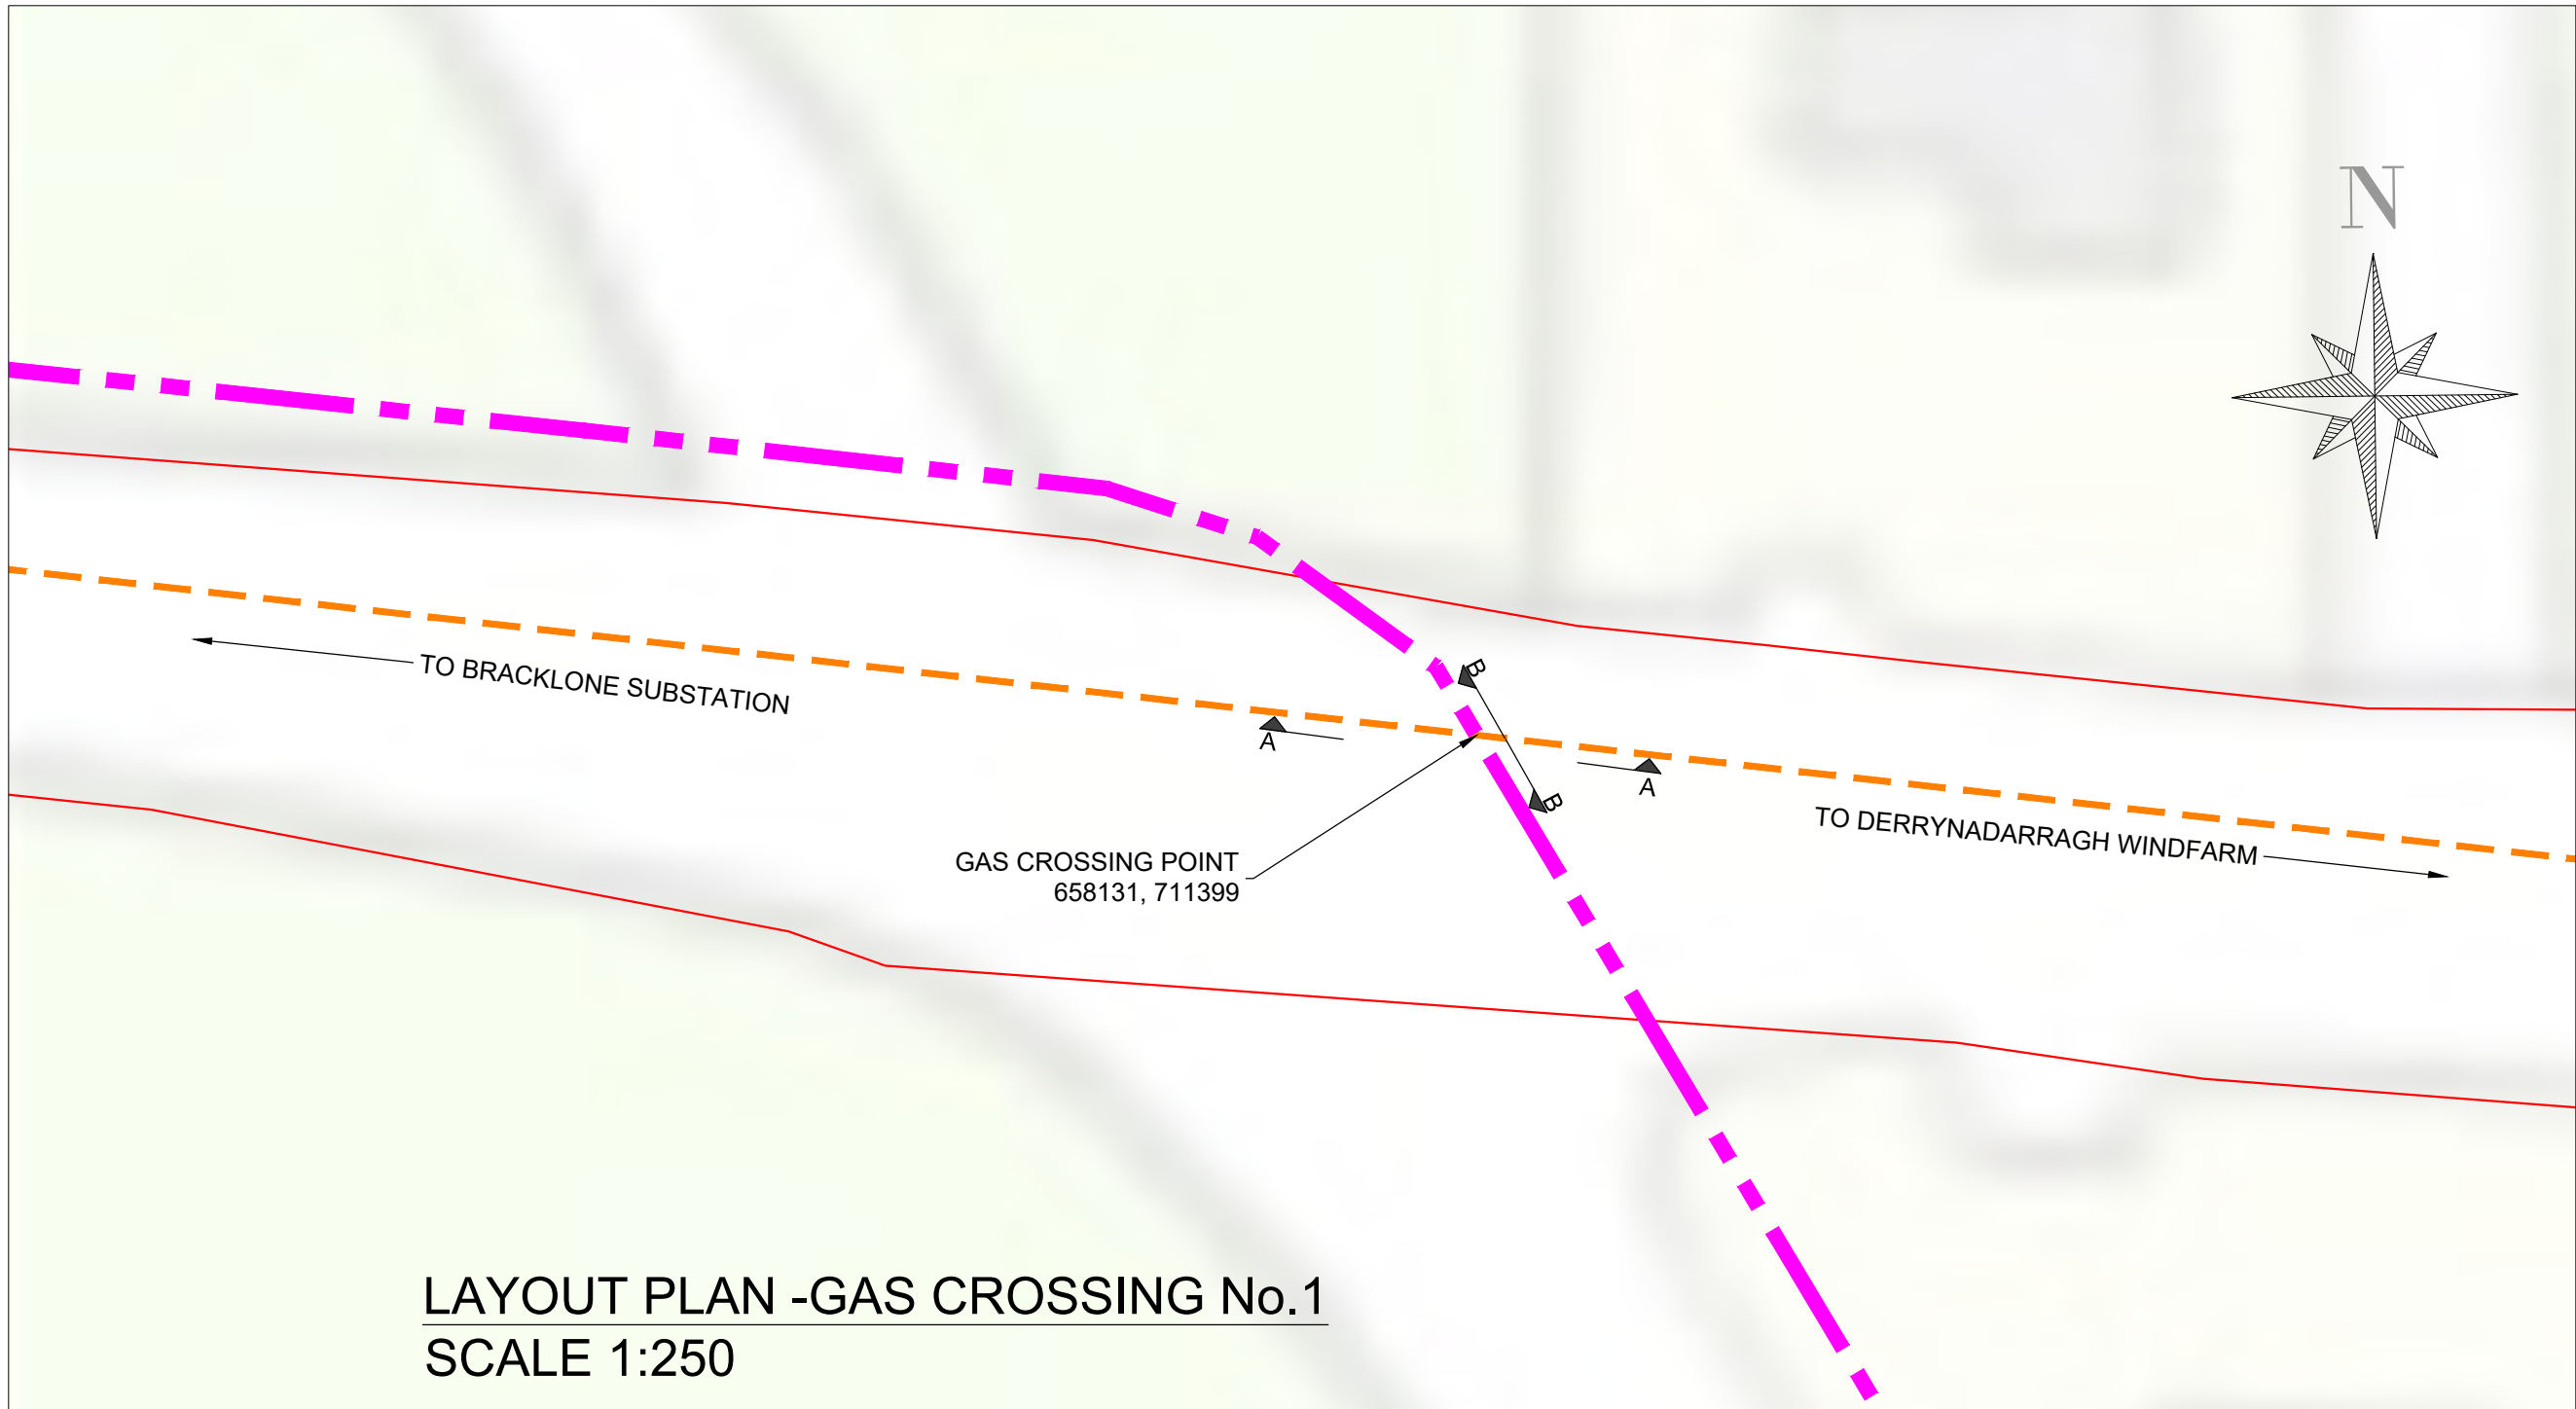 N
TO BRACKLONE SUBSTATION
B
A
B
A
TO DERRYNADARRAGH WINDFARM
GAS CROSSING POINT
658131, 711399
LAYOUT PLAN -GAS CROSSING No.1
SCALE 1:250